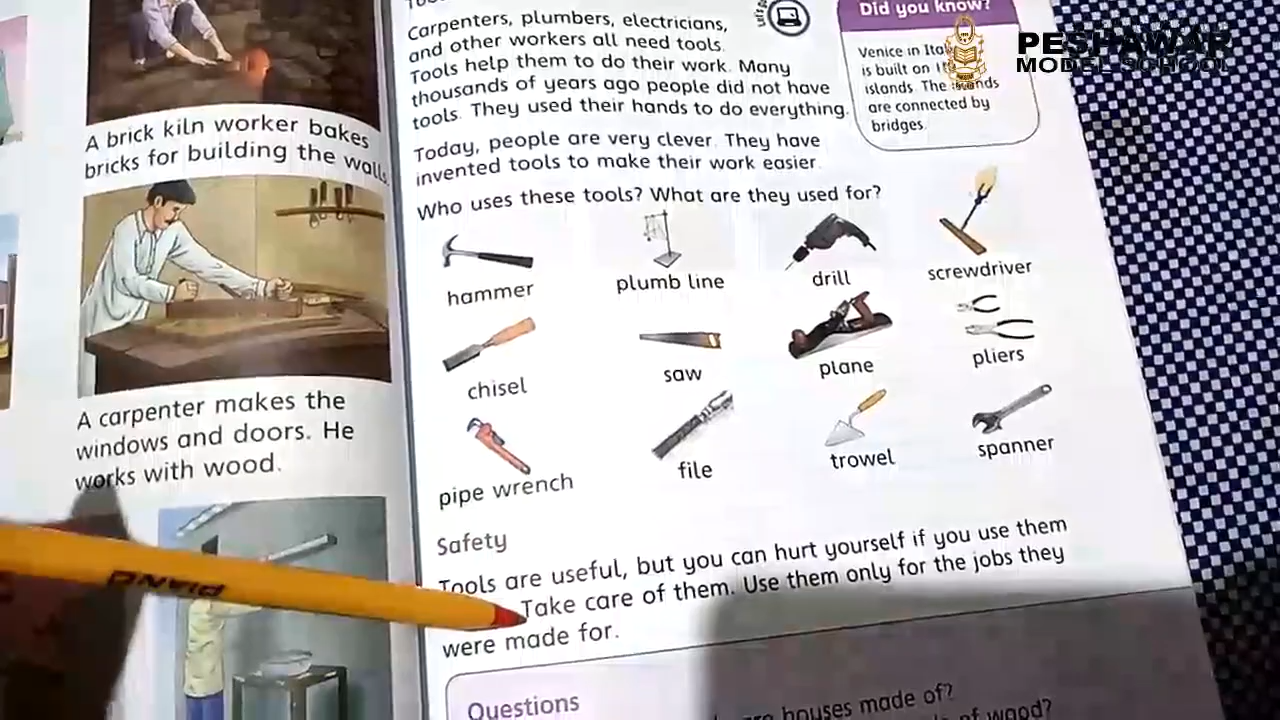 A brick kiln worker bakes
bricks for building the walls.
A carpenter makes the
windows and doors. He
works with wood.
Carpenters, plumbers, electricians,
and other workers all need tools.
Tools help them to do their work. Many
thousands of years ago people did not have
tools. They used their hands to do everything.
Today, people are very clever. They have
invented tools to make their work easier.
Who uses these tools? What are they used for?
Did you know?
Venice in
is built on
islands. The
are connected by
bridges.
PESHAWAR
MODEL SCHOOL
hammer
plumb line
drill
screwdriver
chisel
saw
plane
pliers
pipe wrench
file
trowel
spanner
Safety
Tools are useful, but you can hurt yourself if you use them
Take care of them. Use them only for the jobs they
were made for.
PIANO
Questions
houses made of?
of wood?